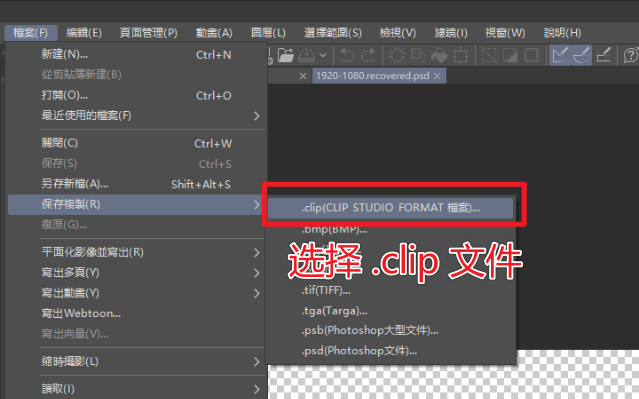 檔案(F) 編輯(E) 頁面管理(P) 動畫(A) 圖層(L) 選擇範圍(S) 檢視(V) 濾鏡(I) 視窗(W) 說明(H)
1920-1080.recovered.psd
新建(N)... Ctrl+N
從剪貼簿新建(B)
打開(O)... Ctrl+O
最近使用的檔案(F)
關閉(C) Ctrl+W
保存(S) Ctrl+S
另存新檔(A)... Shift+Alt+S
保存複製(R)
復原(G)...
平面化影像並寫出(R)
寫出多頁(Y)
寫出動畫(Y)
寫出Webtoon...
寫出向量(V)...
縮時攝影(L)
讀取(I)
.clip(CLIP STUDIO FORMAT 檔案)...
.bmp(BMP)...
选择 .clip 文件
.tif(TIFF)...
.tga(Targa)...
.psb(Photoshop大型文件)...
.psd(Photoshop文件)...